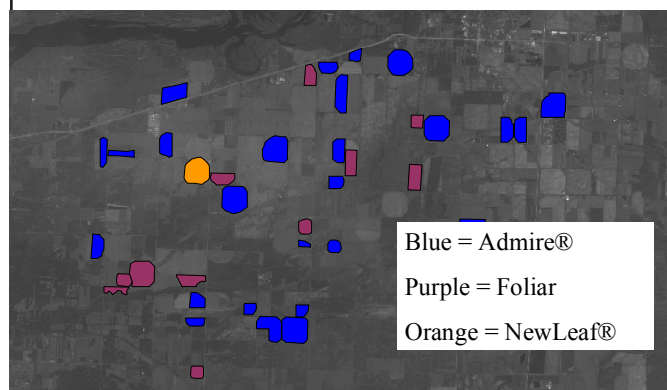 Blue = Admire®
Purple = Foliar
Orange = NewLeaf®